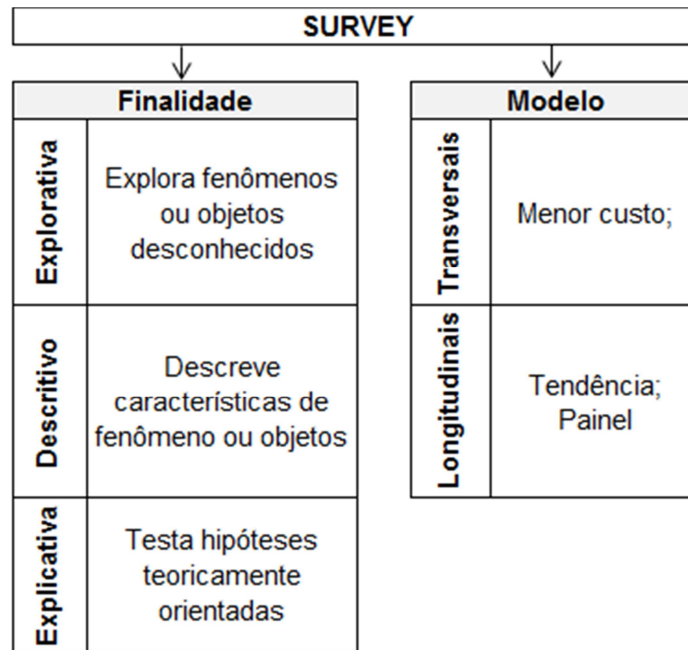 SURVEY
Finalidade
Explorativa
Explora fenômenos
ou objetos
desconhecidos
Descritivo
Descreve
características de
fenômeno ou objetos
Explicativa
Testa hipóteses
teoricamente
orientadas
Modelo
Transversais
Menor custo;
Longitudinais
Tendência;
Painel